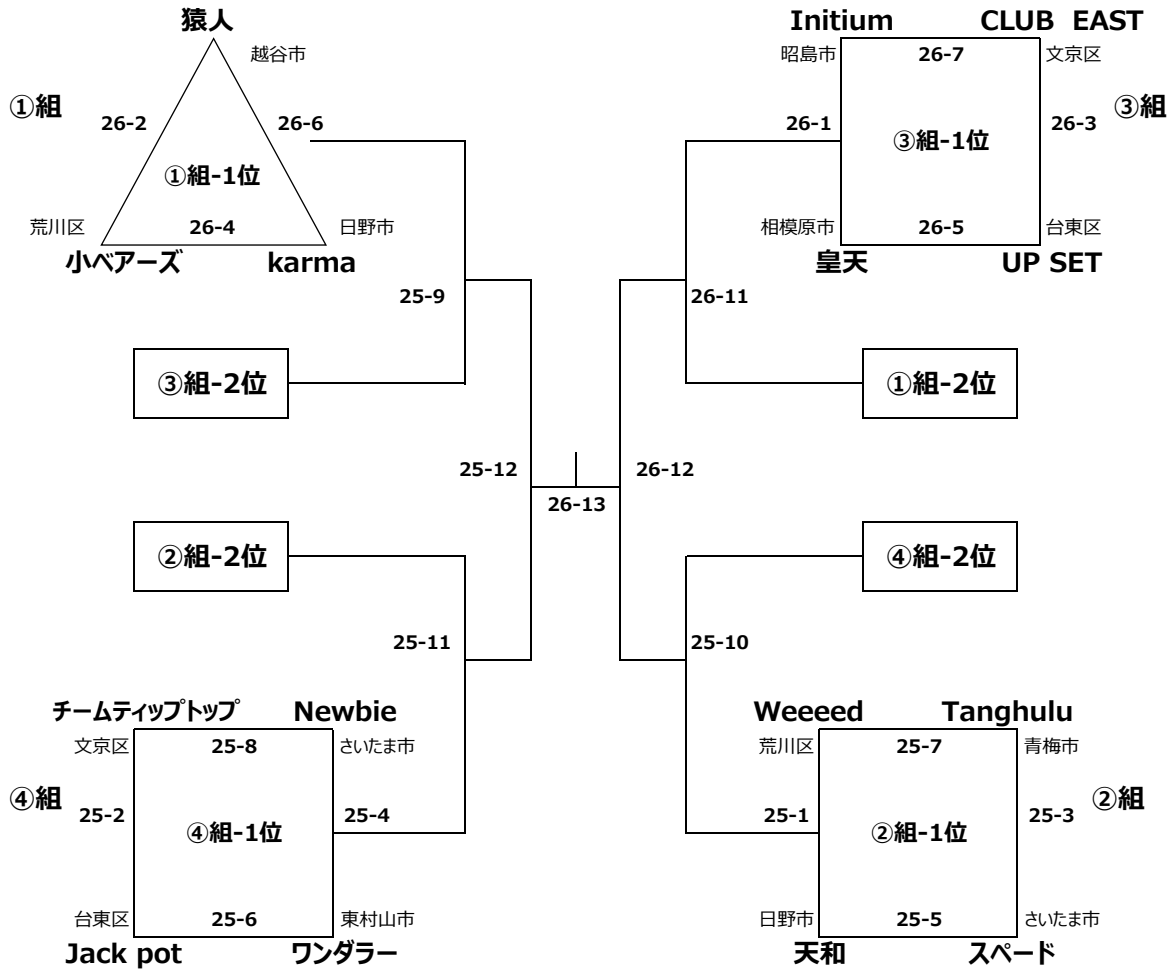 猿人
Initium
CLUB EAST
越谷市
昭島市
26-7
文京区
①組
26-2
26-6
26-1
③組-1位
26-3
③組
①組-1位
荒川区
26-4
日野市
相模原市
26-5
台東区
小ベアーズ
karma
皇天
UP SET
25-9
26-11
③組-2位
①組-2位
25-12
26-12
26-13
②組-2位
④組-2位
25-11
25-10
チームティップトップ
Newbie
Weeeed
Tanghulu
文京区
25-8
さいたま市
荒川区
25-7
青梅市
④組
25-2
④組-1位
25-4
25-1
②組-1位
25-3
②組
台東区
25-6
東村山市
日野市
25-5
さいたま市
Jack pot
ワンダラー
天和
スペード